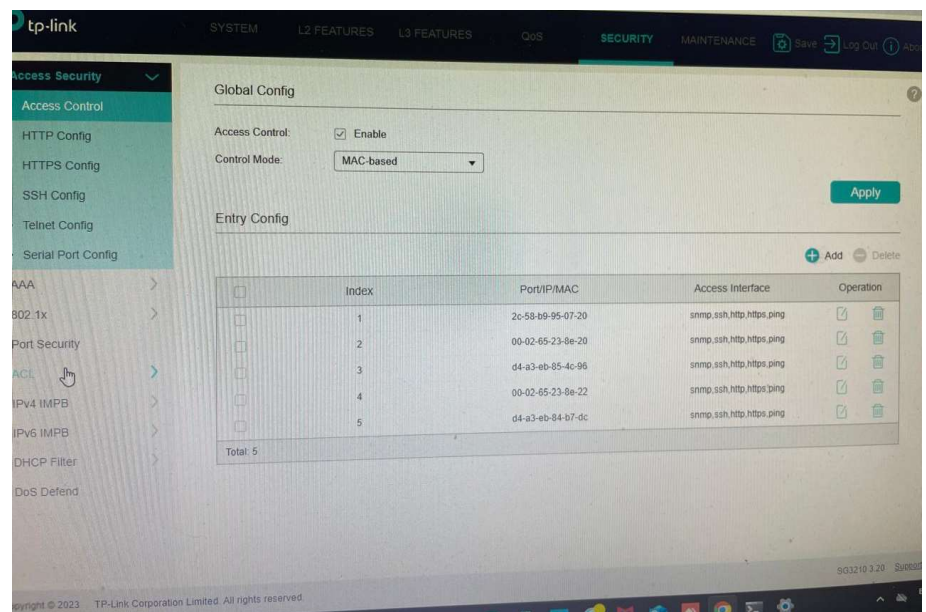 tp-link
SYSTEM L2 FEATURES L3 FEATURES QoS SECURITY MAINTENANCE Save Log Out
Access Security
Access Control
HTTP Config
HTTPS Config
SSH Config
Telnet Config
Serial Port Config
AAA
802.1x
Port Security
ACL
IPv4 IMPB
IPv6 IMPB
DHCP Filter
DoS Defend
Global Config
Access Control: Enable
Control Mode: MAC-based
Apply
Entry Config
Add Delete
Index Port/IP/MAC Access Interface Operation
1 2c-58-b9-95-07-20 snmp,ssh,http,https,ping
2 00-02-65-23-8e-20 snmp,ssh,http,https,ping
3 d4-a3-eb-85-4c-96 snmp,ssh,http,https,ping
4 00-02-65-23-8e-22 snmp,ssh,http,https,ping
5 d4-a3-eb-84-b7-dc snmp,ssh,http,https,ping
Total: 5
SG3210 3.20 Support
Copyright © 2023 TP-Link Corporation Limited. All rights reserved.